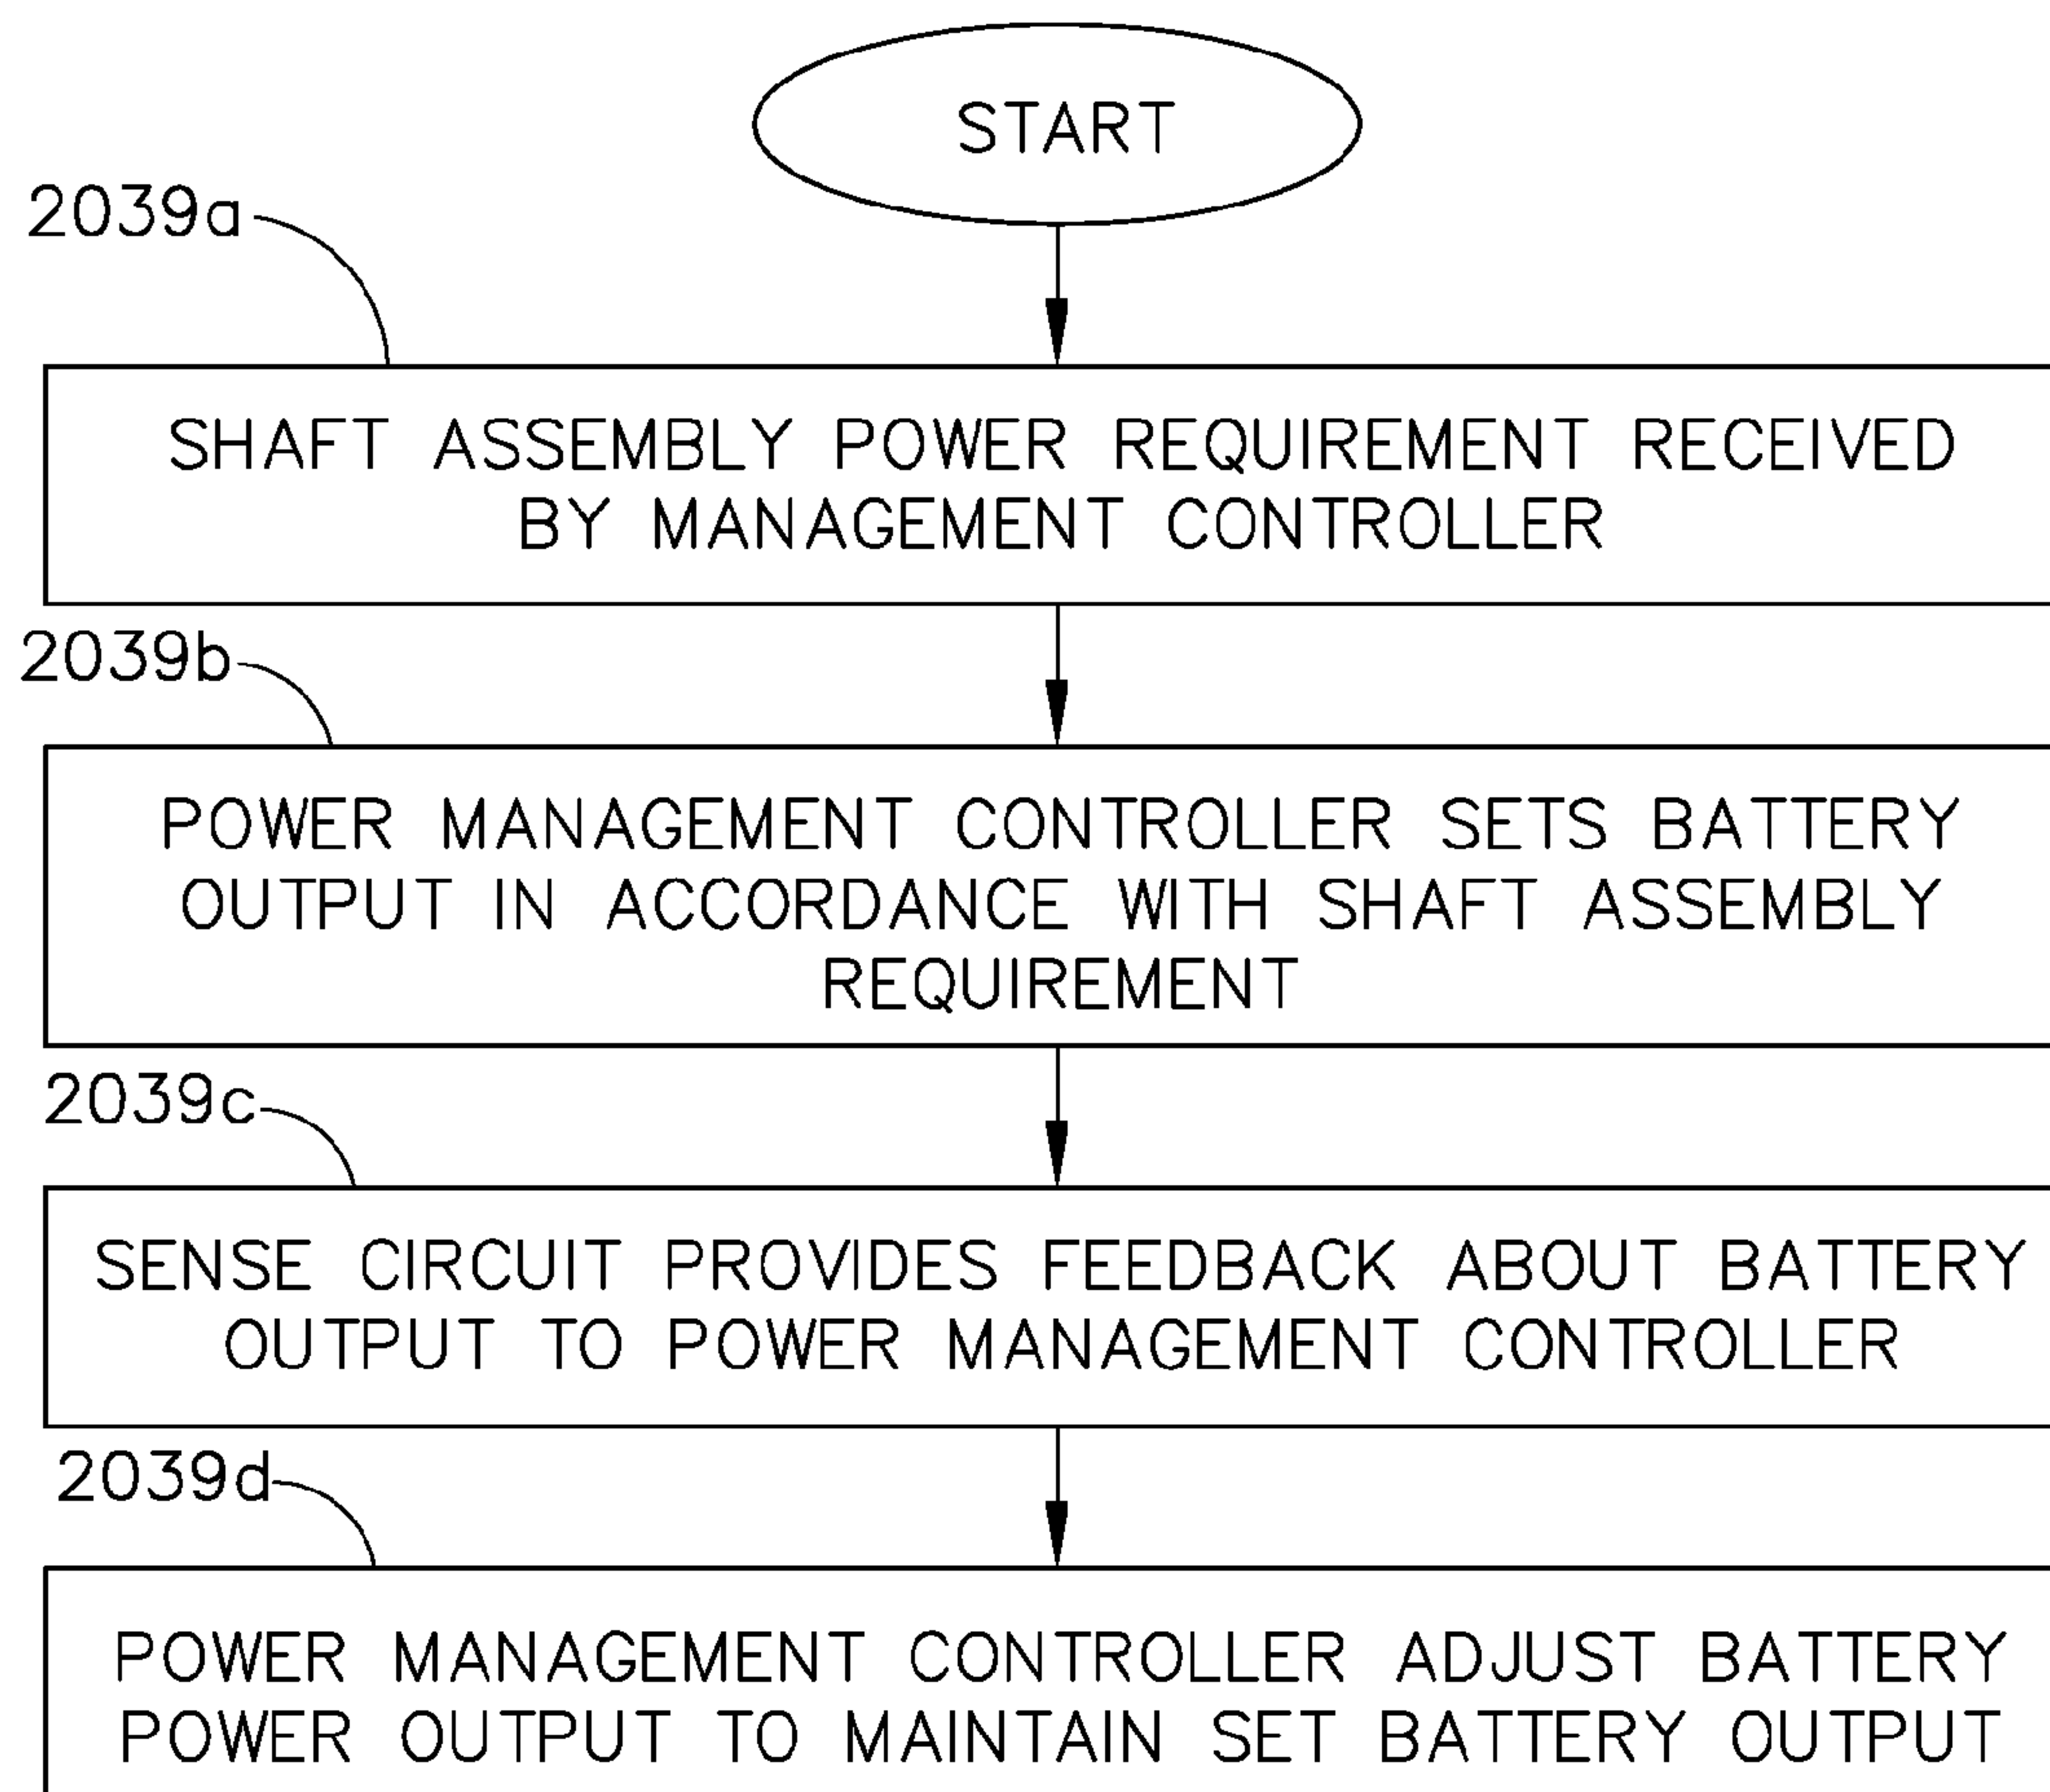 START
2039a
SHAFT ASSEMBLY POWER REQUIREMENT RECEIVED
BY MANAGEMENT CONTROLLER
2039b
POWER MANAGEMENT CONTROLLER SETS BATTERY
OUTPUT IN ACCORDANCE WITH SHAFT ASSEMBLY
REQUIREMENT
2039c
SENSE CIRCUIT PROVIDES FEEDBACK ABOUT BATTERY
OUTPUT TO POWER MANAGEMENT CONTROLLER
2039d
POWER MANAGEMENT CONTROLLER ADJUST BATTERY
POWER OUTPUT TO MAINTAIN SET BATTERY OUTPUT